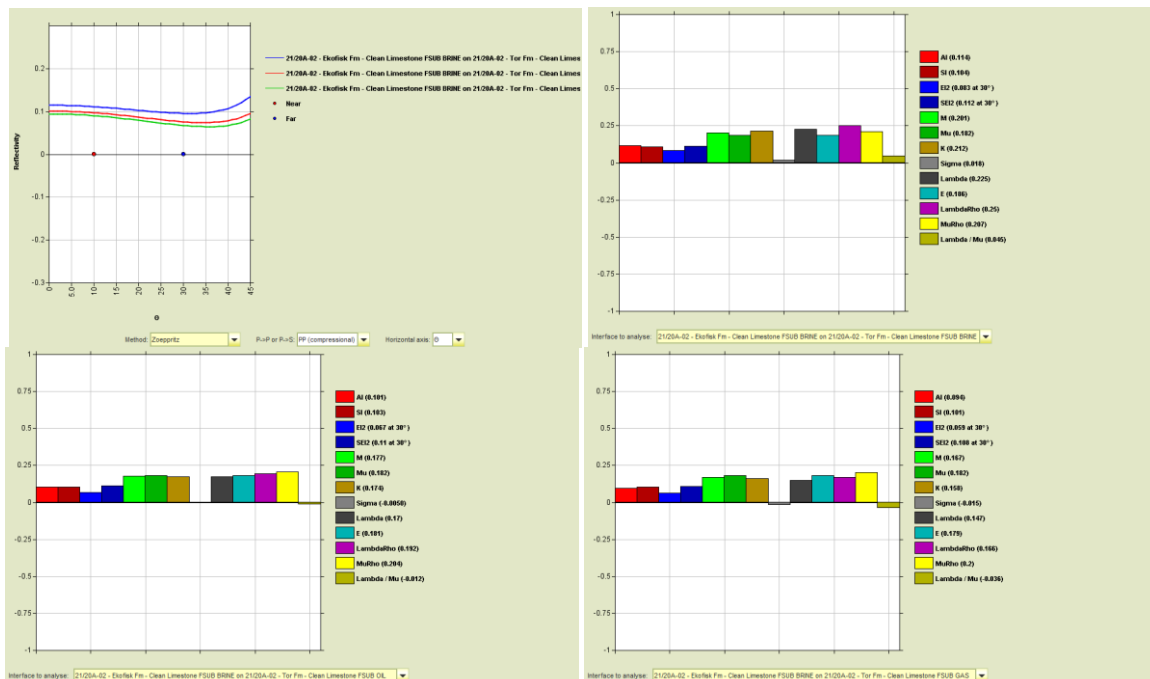 0.2
0.1
0
0.1
0.2
-0.3
Reflectivity
0
5.0
10
15
20
25
30
35
40
45
Θ
21/20A-02 - Ekofisk Fm - Clean Limestone FSUB BRINE on 21/20A-02 - Tor Fm - Clean Limes
21/20A-02 - Ekofisk Fm - Clean Limestone FSUB BRINE on 21/20A-02 - Tor Fm - Clean Limes
21/20A-02 - Ekofisk Fm - Clean Limestone FSUB BRINE on 21/20A-02 - Tor Fm - Clean Limes
Near
Far
Method: Zoeppritz P->P or P->S: PP (compressional) Horizontal axis: Θ
1
0.75
0.5
0.25
0
-0.25
-0.5
-0.75
-1
AI (0.114)
SI (0.104)
EI2 (0.083 at 30°)
SEI2 (0.112 at 30°)
M (0.201)
Mu (0.182)
K (0.212)
Sigma (0.018)
Lambda (0.225)
E (0.186)
LambdaRho (0.25)
MuRho (0.207)
Lambda / Mu (0.045)
Interface to analyse: 21/20A-02 - Ekofisk Fm - Clean Limestone FSUB BRINE on 21/20A-02 - Tor Fm - Clean Limestone FSUB BRINE
1
0.75
0.5
0.25
0
-0.25
-0.5
-0.75
-1
AI (0.101)
SI (0.103)
EI2 (0.067 at 30°)
SEI2 (0.11 at 30°)
M (0.177)
Mu (0.182)
K (0.174)
Sigma (-0.0050)
Lambda (0.17)
E (0.181)
LambdaRho (0.192)
MuRho (0.204)
Lambda / Mu (-0.012)
Interface to analyse: 21/20A-02 - Ekofisk Fm - Clean Limestone FSUB BRINE on 21/20A-02 - Tor Fm - Clean Limestone FSUB OIL
1
0.75
0.5
0.25
0
-0.25
-0.5
-0.75
-1
AI (0.094)
SI (0.101)
EI2 (0.059 at 30°)
SEI2 (0.108 at 30°)
M (0.167)
Mu (0.182)
K (0.158)
Sigma (-0.015)
Lambda (0.147)
E (0.179)
LambdaRho (0.166)
MuRho (0.2)
Lambda / Mu (-0.036)
Interface to analyse: 21/20A-02 - Ekofisk Fm - Clean Limestone FSUB BRINE on 21/20A-02 - Tor Fm - Clean Limestone FSUB GAS